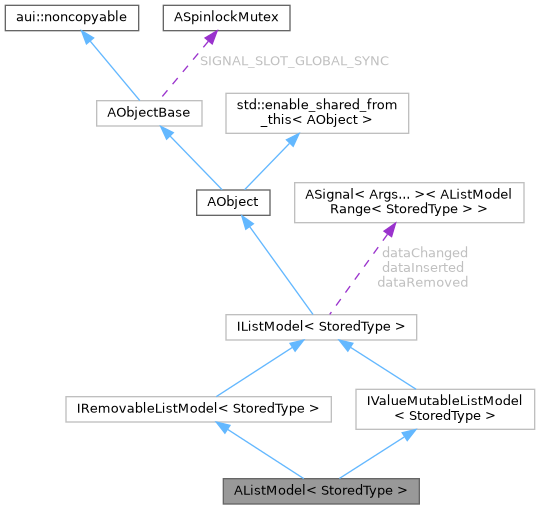 aui::noncopyable
ASpinlockMutex
SIGNAL_SLOT_GLOBAL_SYNC
AObjectBase
std::enable_shared_from
_this< AObject >
AObject
ASignal< Args... >< AListModel
Range< StoredType > >
dataChanged
dataInserted
dataRemoved
IListModel< StoredType >
IRemovableListModel< StoredType >
IValueMutableListModel
< StoredType >
AListModel< StoredType >